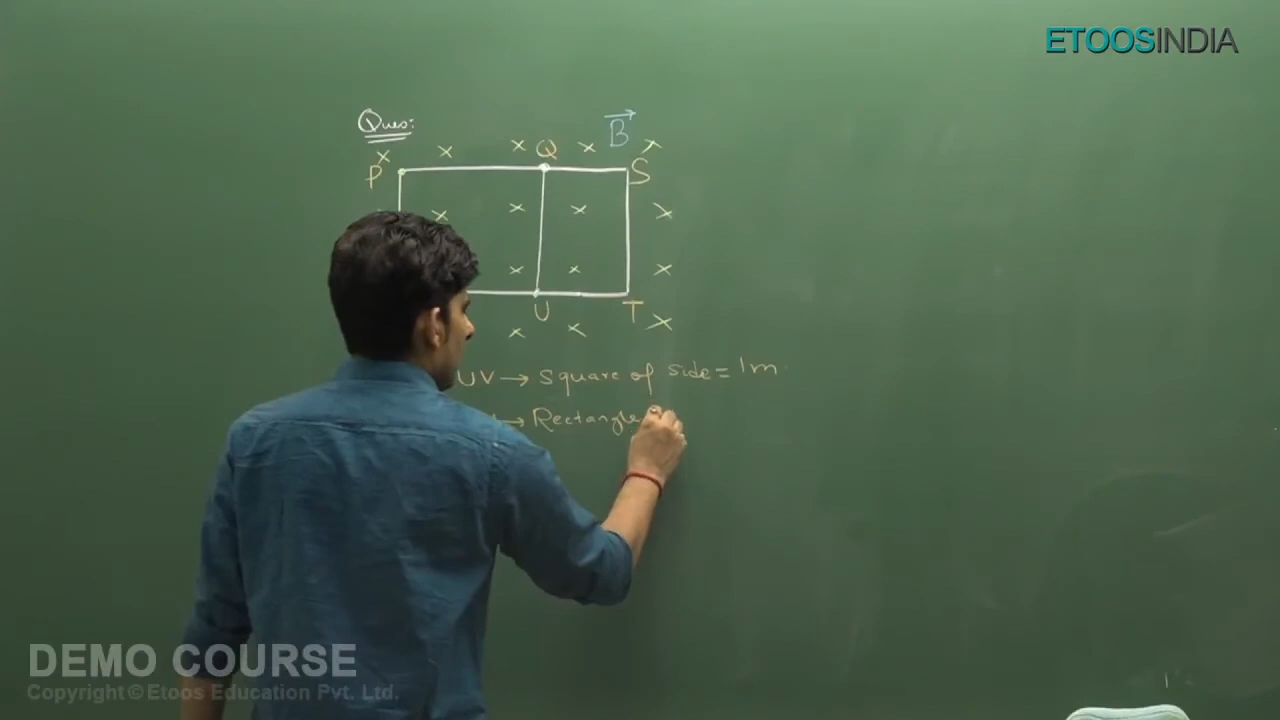 ETOOSINDIA
Ques:
B
P Q S
U T
UV → Square of side = 1m.
→ Rectangle
DEMO COURSE
Copyright © Etoos Education Pvt. Ltd.